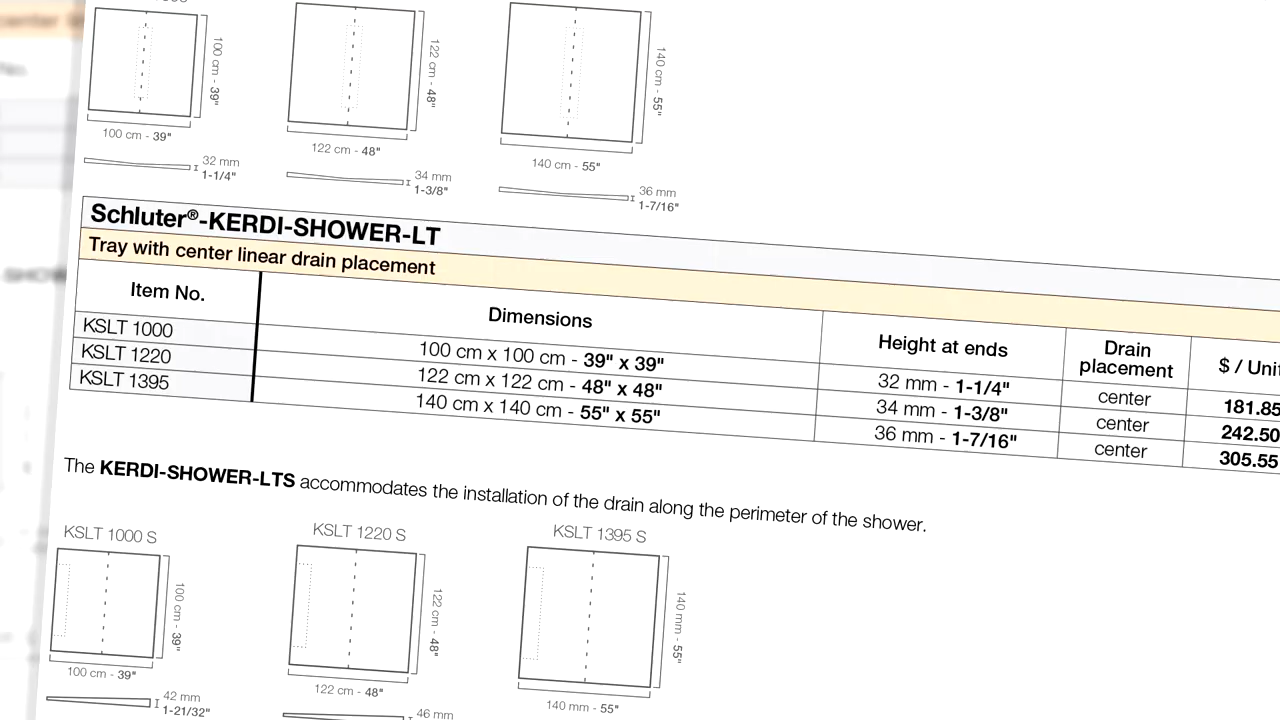 100 cm - 39"
122 cm - 48"
140 cm - 55"
100 cm - 39"
122 cm - 48"
140 cm - 55"
32 mm
1-1/4"
34 mm
1-3/8"
36 mm
1-7/16"
Schluter®-KERDI-SHOWER-LT
Tray with center linear drain placement
Item No. Dimensions Height at ends Drain placement $ / Unit
KSLT 1000 100 cm x 100 cm - 39" x 39" 32 mm - 1-1/4" center 181.85
KSLT 1220 122 cm x 122 cm - 48" x 48" 34 mm - 1-3/8" center 242.50
KSLT 1395 140 cm x 140 cm - 55" x 55" 36 mm - 1-7/16" center 305.55
The KERDI-SHOWER-LTS accommodates the installation of the drain along the perimeter of the shower.
KSLT 1000 S
KSLT 1220 S
KSLT 1395 S
100 cm - 39"
122 cm - 48"
140 mm - 55"
100 cm - 39"
122 cm - 48"
140 mm - 55"
42 mm
1-21/32"
46 mm